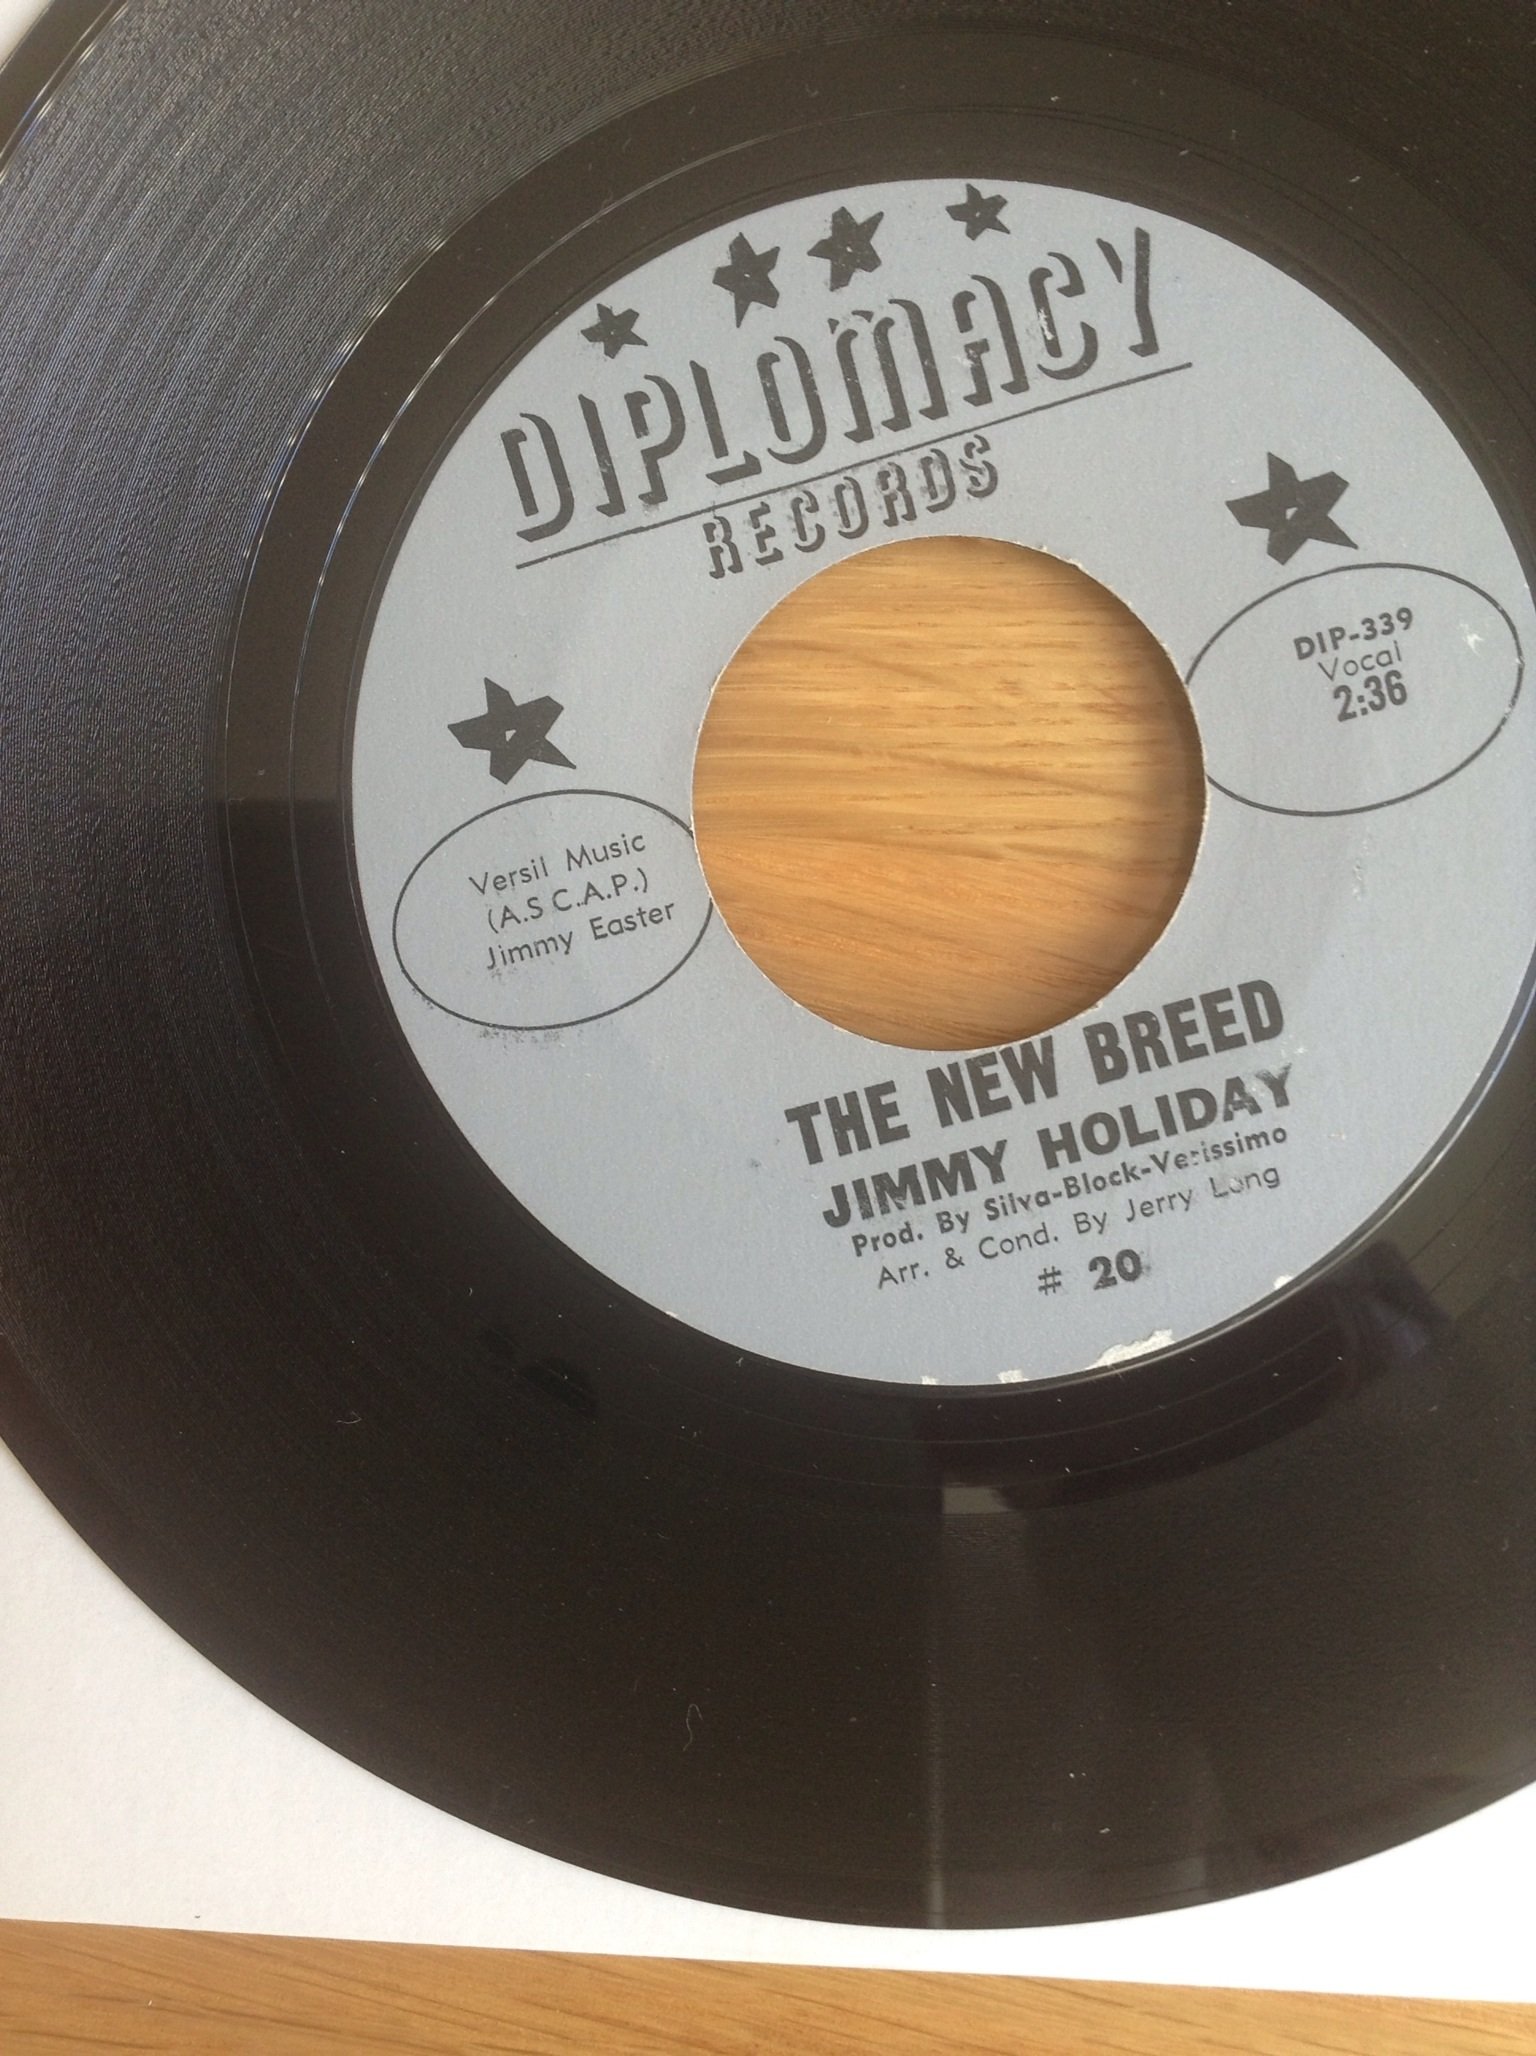 DIPLOMACY
RECORDS
DIP-339
Vocal
2:36
Versil Music
(A.S C..A.P.)
Jimmy Easter
THE NEW BREED
JIMMY HOLIDAY
Prod. By Silva-Block-Verissimo
Arr. & Cond. By Jerry Long
# 20